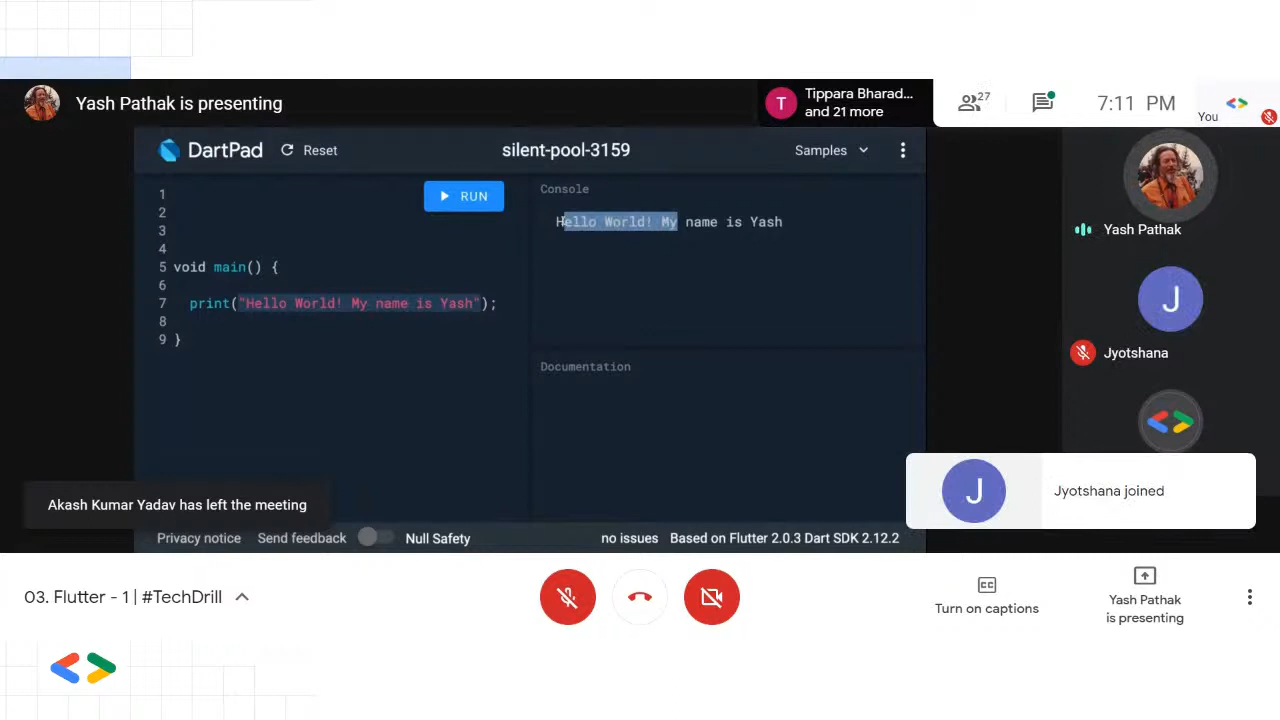 Yash Pathak is presenting
T
Tippara Bharad...
and 21 more
27
7:11 PM
You
DartPad
Reset
silent-pool-3159
Samples
RUN
1
2
3
4
5 void main() {
6
7 print("Hello World! My name is Yash");
8
9 }
Console
Hello World! My name is Yash
Documentation
Yash Pathak
J
Jyotshana
J
Jyotshana joined
Akash Kumar Yadav has left the meeting
Privacy notice
Send feedback
Null Safety
no issues
Based on Flutter 2.0.3 Dart SDK 2.12.2
03. Flutter - 1 | #TechDrill
CC
Turn on captions
Yash Pathak
is presenting